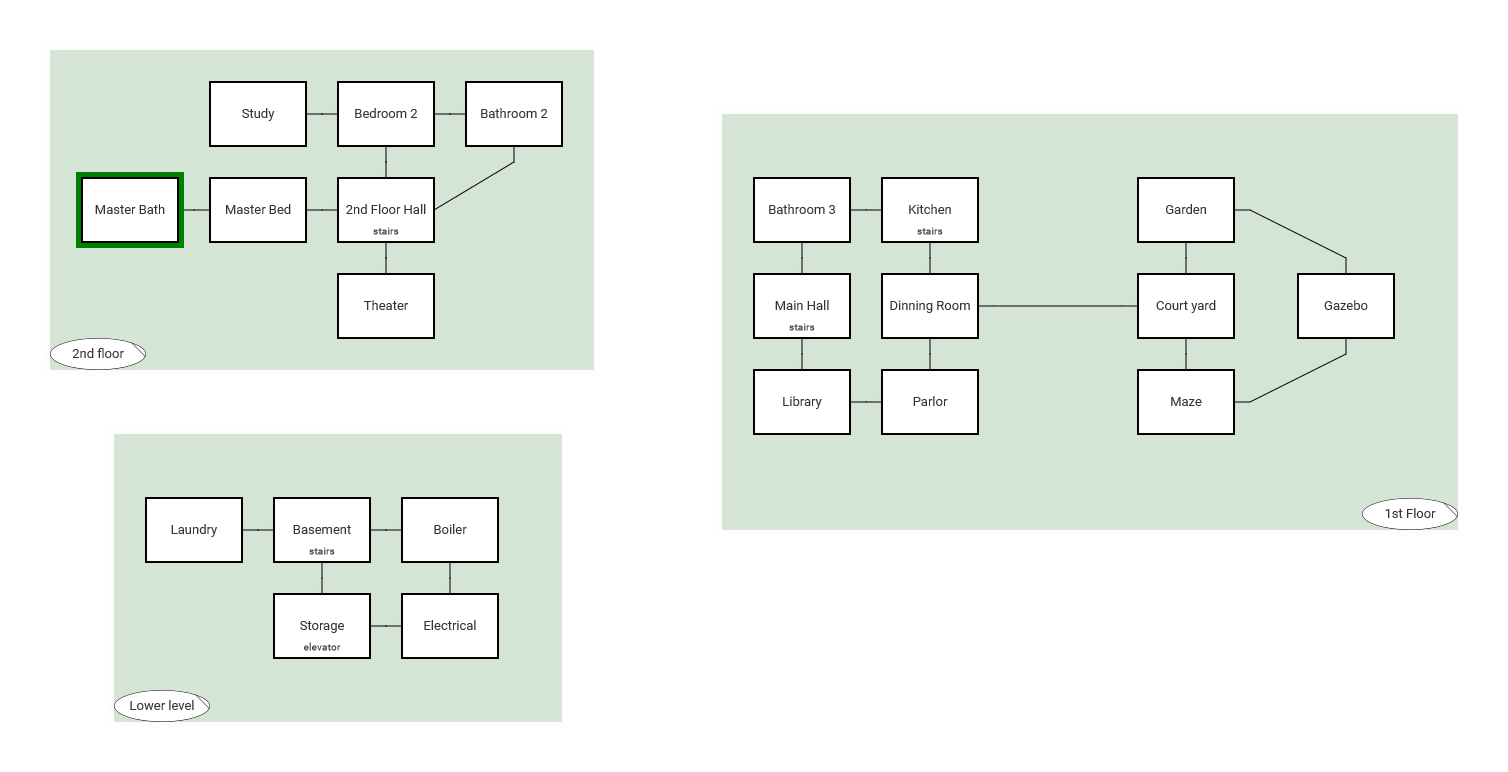 Study
Bedroom 2
Bathroom 2
Master Bath
Master Bed
2nd Floor Hall
stairs
Theater
2nd floor
Bathroom 3
Kitchen
stairs
Garden
Main Hall
stairs
Dinning Room
Court yard
Gazebo
Library
Parlor
Maze
1st Floor
Laundry
Basement
stairs
Boiler
Storage
elevator
Electrical
Lower level